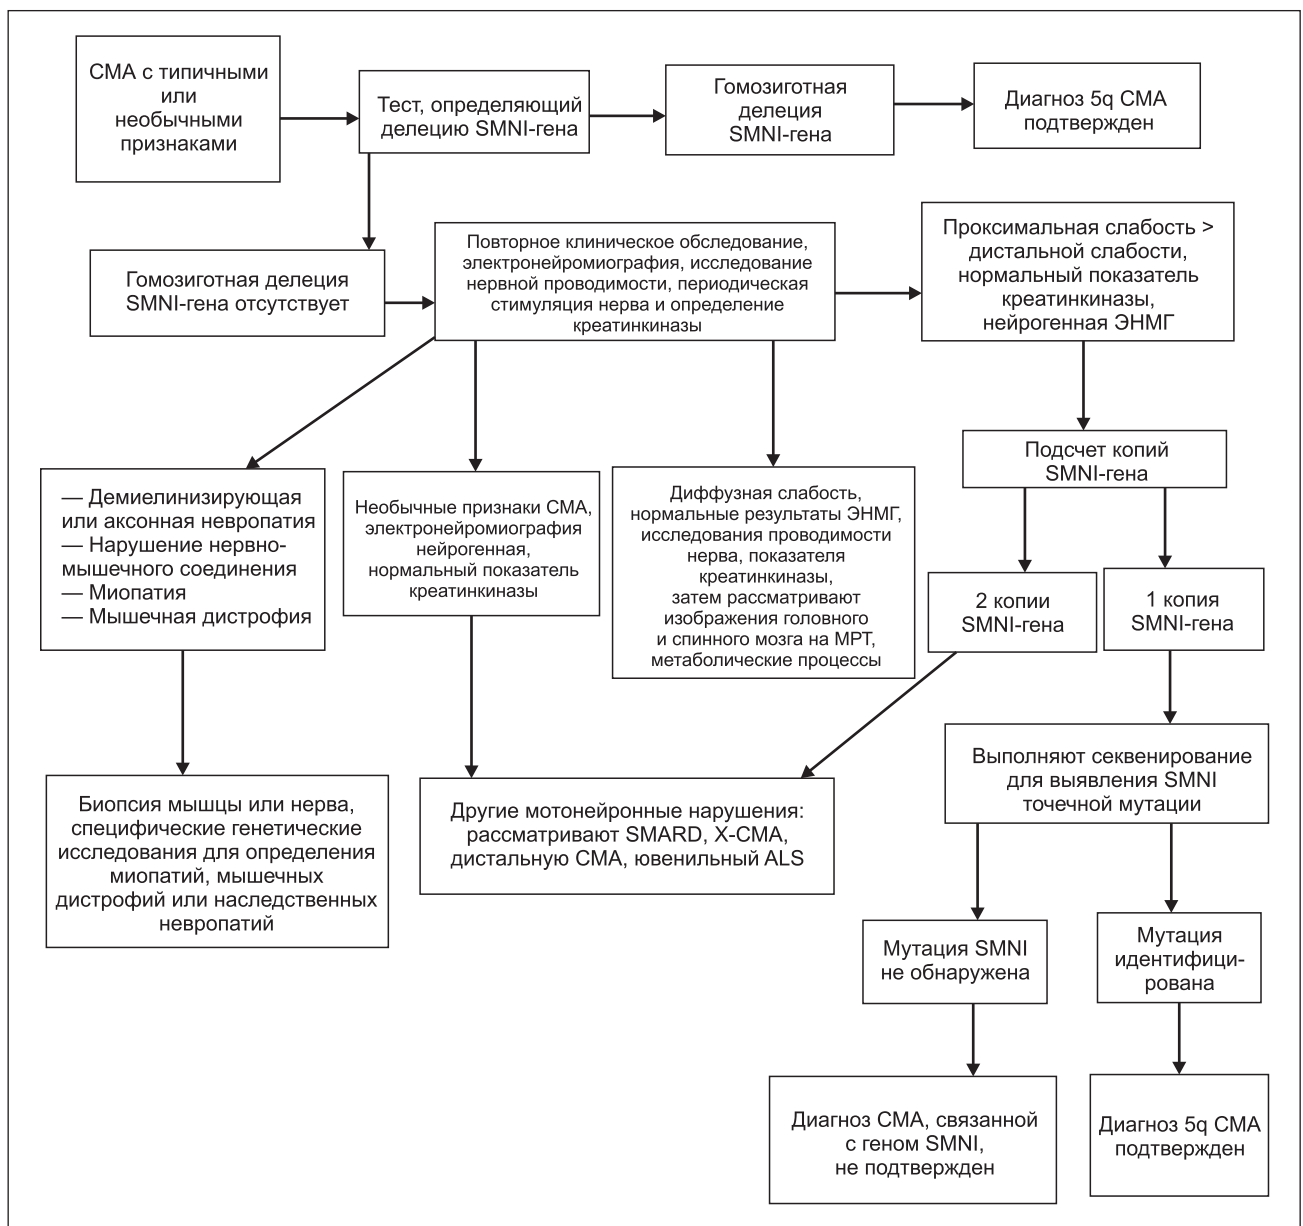 СМА с типичными
или
необычными
признаками
Тест, определяющий
делецию SMNI-гена
Гомозиготная
делеция
SMNI-гена
Диагноз 5q СМА
подтвержден
Гомозиготная делеция
SMNI-гена отсутствует
Повторное клиническое обследование,
электронейромиография, исследование
нервной проводимости, периодическая
стимуляция нерва и определение
креатинкиназы
Проксимальная слабость >
дистальной слабости,
нормальный показатель
креатинкиназы,
нейрогенная ЭНМГ
Подсчет копий
SMNI-гена
— Демиелинизирующая
или аксонная невропатия
— Нарушение нервно-
мышечного соединения
— Миопатия
— Мышечная дистрофия
Необычные признаки СМА,
электронейромиография
нейрогенная,
нормальный показатель
креатинкиназы
Диффузная слабость,
нормальные результаты ЭНМГ,
исследования проводимости
нерва, показателя
креатинкиназы,
затем рассматривают
изображения головного
и спинного мозга на МРТ,
метаболические процессы
2 копии
SMNI-гена
1 копия
SMNI-гена
Выполняют секвенирование
для выявления SMNI
точечной мутации
Биопсия мышцы или нерва,
специфические генетические
исследования для определения
миопатий, мышечных
дистрофий или наследственных
невропатий
Другие мотонейронные нарушения:
рассматривают SMARD, X-СМА,
дистальную СМА, ювенильный ALS
Мутация SMNI
не обнаружена
Мутация
идентифици-
рована
Диагноз СМА, связанной
с геном SMNI,
не подтвержден
Диагноз 5q СМА
подтвержден